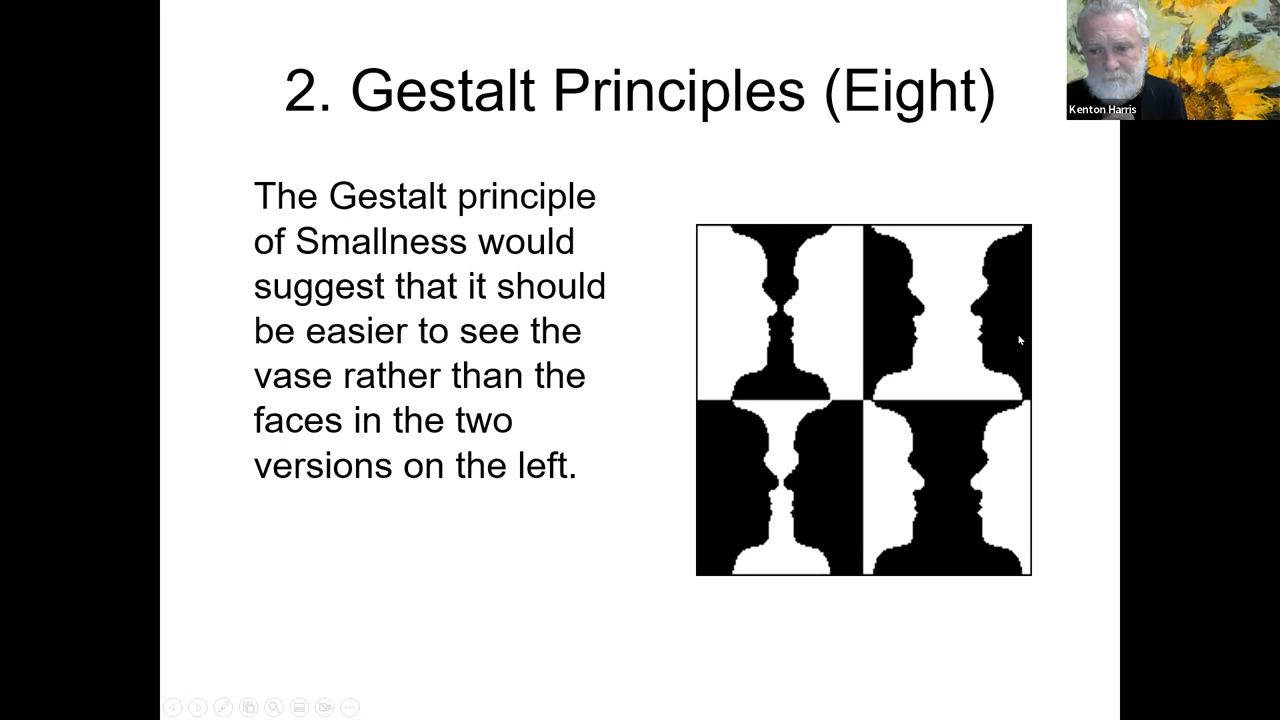 2. Gestalt Principles (Eight)
Kenton Harris
The Gestalt principle
of Smallness would
suggest that it should
be easier to see the
vase rather than the
faces in the two
versions on the left.